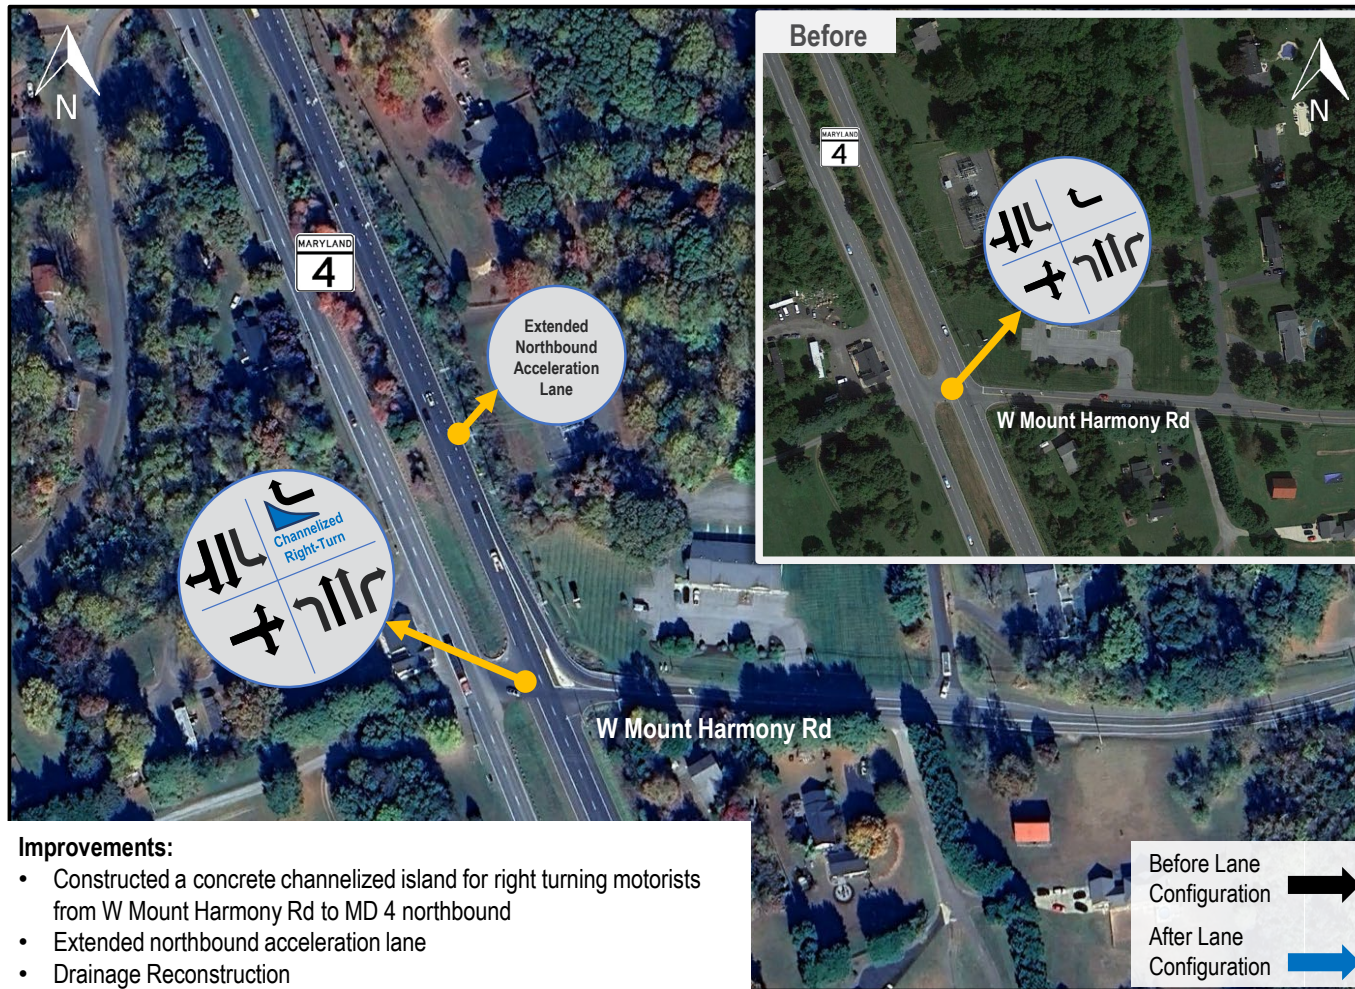 N
Before
N
MARYLAND
4
W Mount Harmony Rd
MARYLAND
4
Extended
Northbound
Acceleration
Lane
Channelized
Right-Turn
W Mount Harmony Rd
Improvements:
• Constructed a concrete channelized island for right turning motorists
from W Mount Harmony Rd to MD 4 northbound
• Extended northbound acceleration lane
• Drainage Reconstruction
Before Lane
Configuration
After Lane
Configuration